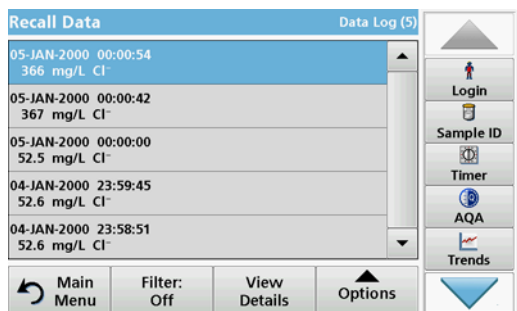 Recall Data
Data Log (5)
05-JAN-2000 00:00:54
366 mg/L Cl⁻
05-JAN-2000 00:00:42
367 mg/L Cl⁻
05-JAN-2000 00:00:00
52.5 mg/L Cl⁻
04-JAN-2000 23:59:45
52.6 mg/L Cl⁻
04-JAN-2000 23:58:51
52.6 mg/L Cl⁻
Main
Menu
Filter:
Off
View
Details
Options
Login
Sample ID
Timer
AQA
Trends